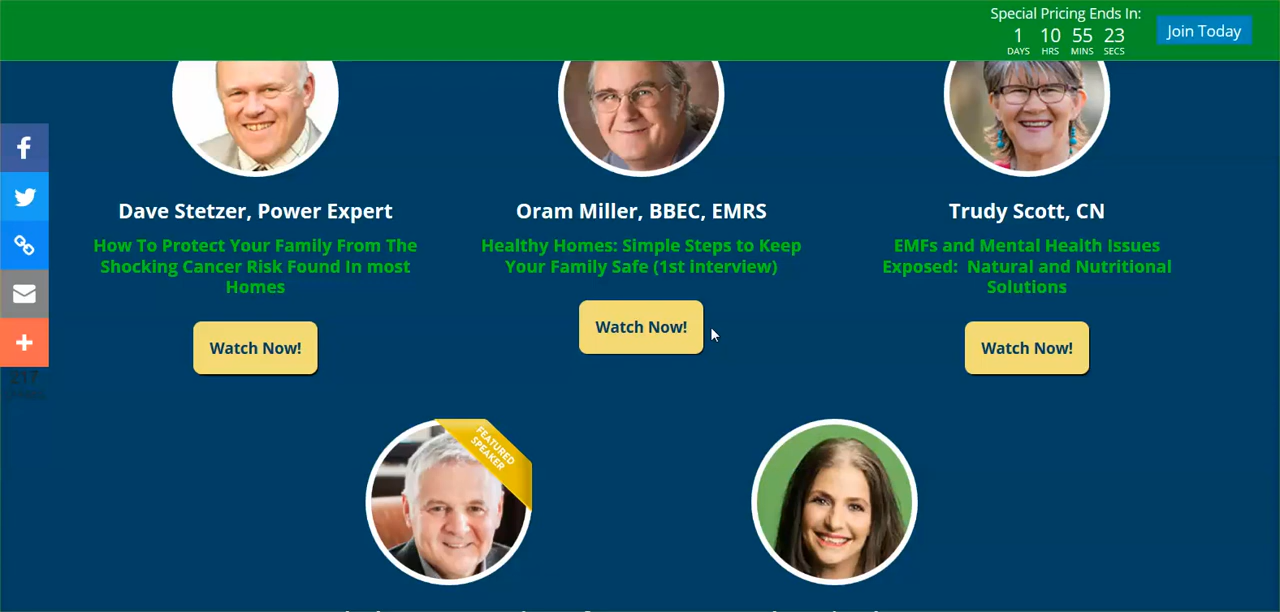 Special Pricing Ends In:
1 10 55 23
DAYS HRS MINS SECS
Join Today
Dave Stetzer, Power Expert
How To Protect Your Family From The
Shocking Cancer Risk Found In most
Homes
Watch Now!
Oram Miller, BBEC, EMRS
Healthy Homes: Simple Steps to Keep
Your Family Safe (1st interview)
Watch Now!
Trudy Scott, CN
EMFs and Mental Health Issues
Exposed: Natural and Nutritional
Solutions
Watch Now!
217
FEATURED
SPEAKER